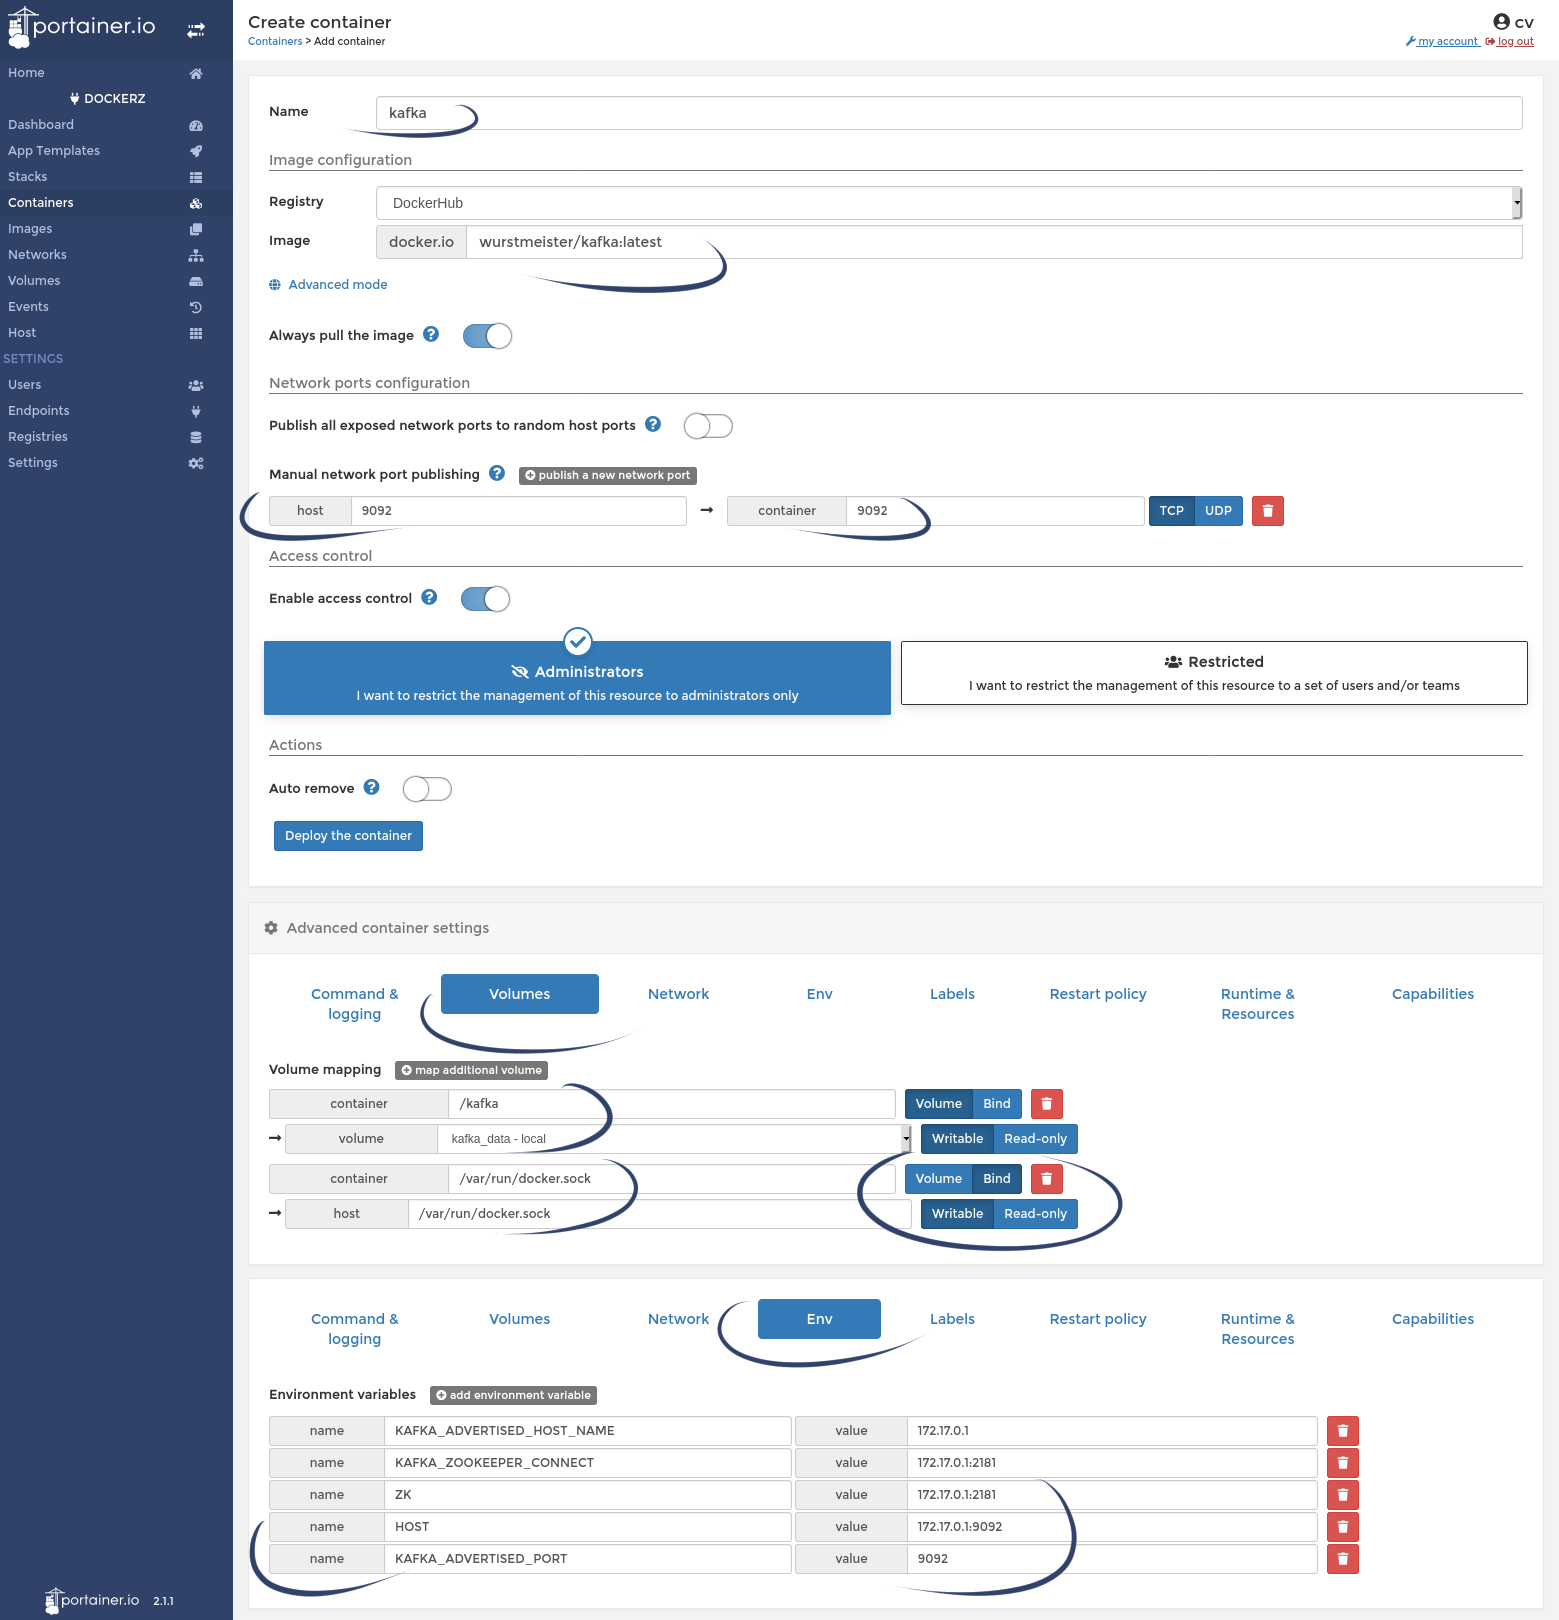 portainer.io
Home
DOCKERZ
Dashboard
App Templates
Stacks
Containers
Images
Networks
Volumes
Events
Host
SETTINGS
Users
Endpoints
Registries
Settings
portainer.io 2.1.1
Create container
Containers > Add container
cv
my account log out
Name kafka
Image configuration
Registry DockerHub
Image docker.io wurstmeister/kafka:latest
Advanced mode
Always pull the image ?
Network ports configuration
Publish all exposed network ports to random host ports ?
Manual network port publishing ? publish a new network port
host 9092 → container 9092 TCP UDP
Access control
Enable access control ?
Administrators
I want to restrict the management of this resource to administrators only
Restricted
I want to restrict the management of this resource to a set of users and/or teams
Actions
Auto remove ?
Deploy the container
Advanced container settings
Command & logging Volumes Network Env Labels Restart policy Runtime & Resources Capabilities
Volume mapping map additional volume
container /kafka Volume Bind
→ volume kafka_data - local Writable Read-only
container /var/run/docker.sock Volume Bind
→ host /var/run/docker.sock Writable Read-only
Command & logging Volumes Network Env Labels Restart policy Runtime & Resources Capabilities
Environment variables add environment variable
name KAFKA_ADVERTISED_HOST_NAME value 172.17.0.1
name KAFKA_ZOOKEEPER_CONNECT value 172.17.0.1:2181
name ZK value 172.17.0.1:2181
name HOST value 172.17.0.1:9092
name KAFKA_ADVERTISED_PORT value 9092